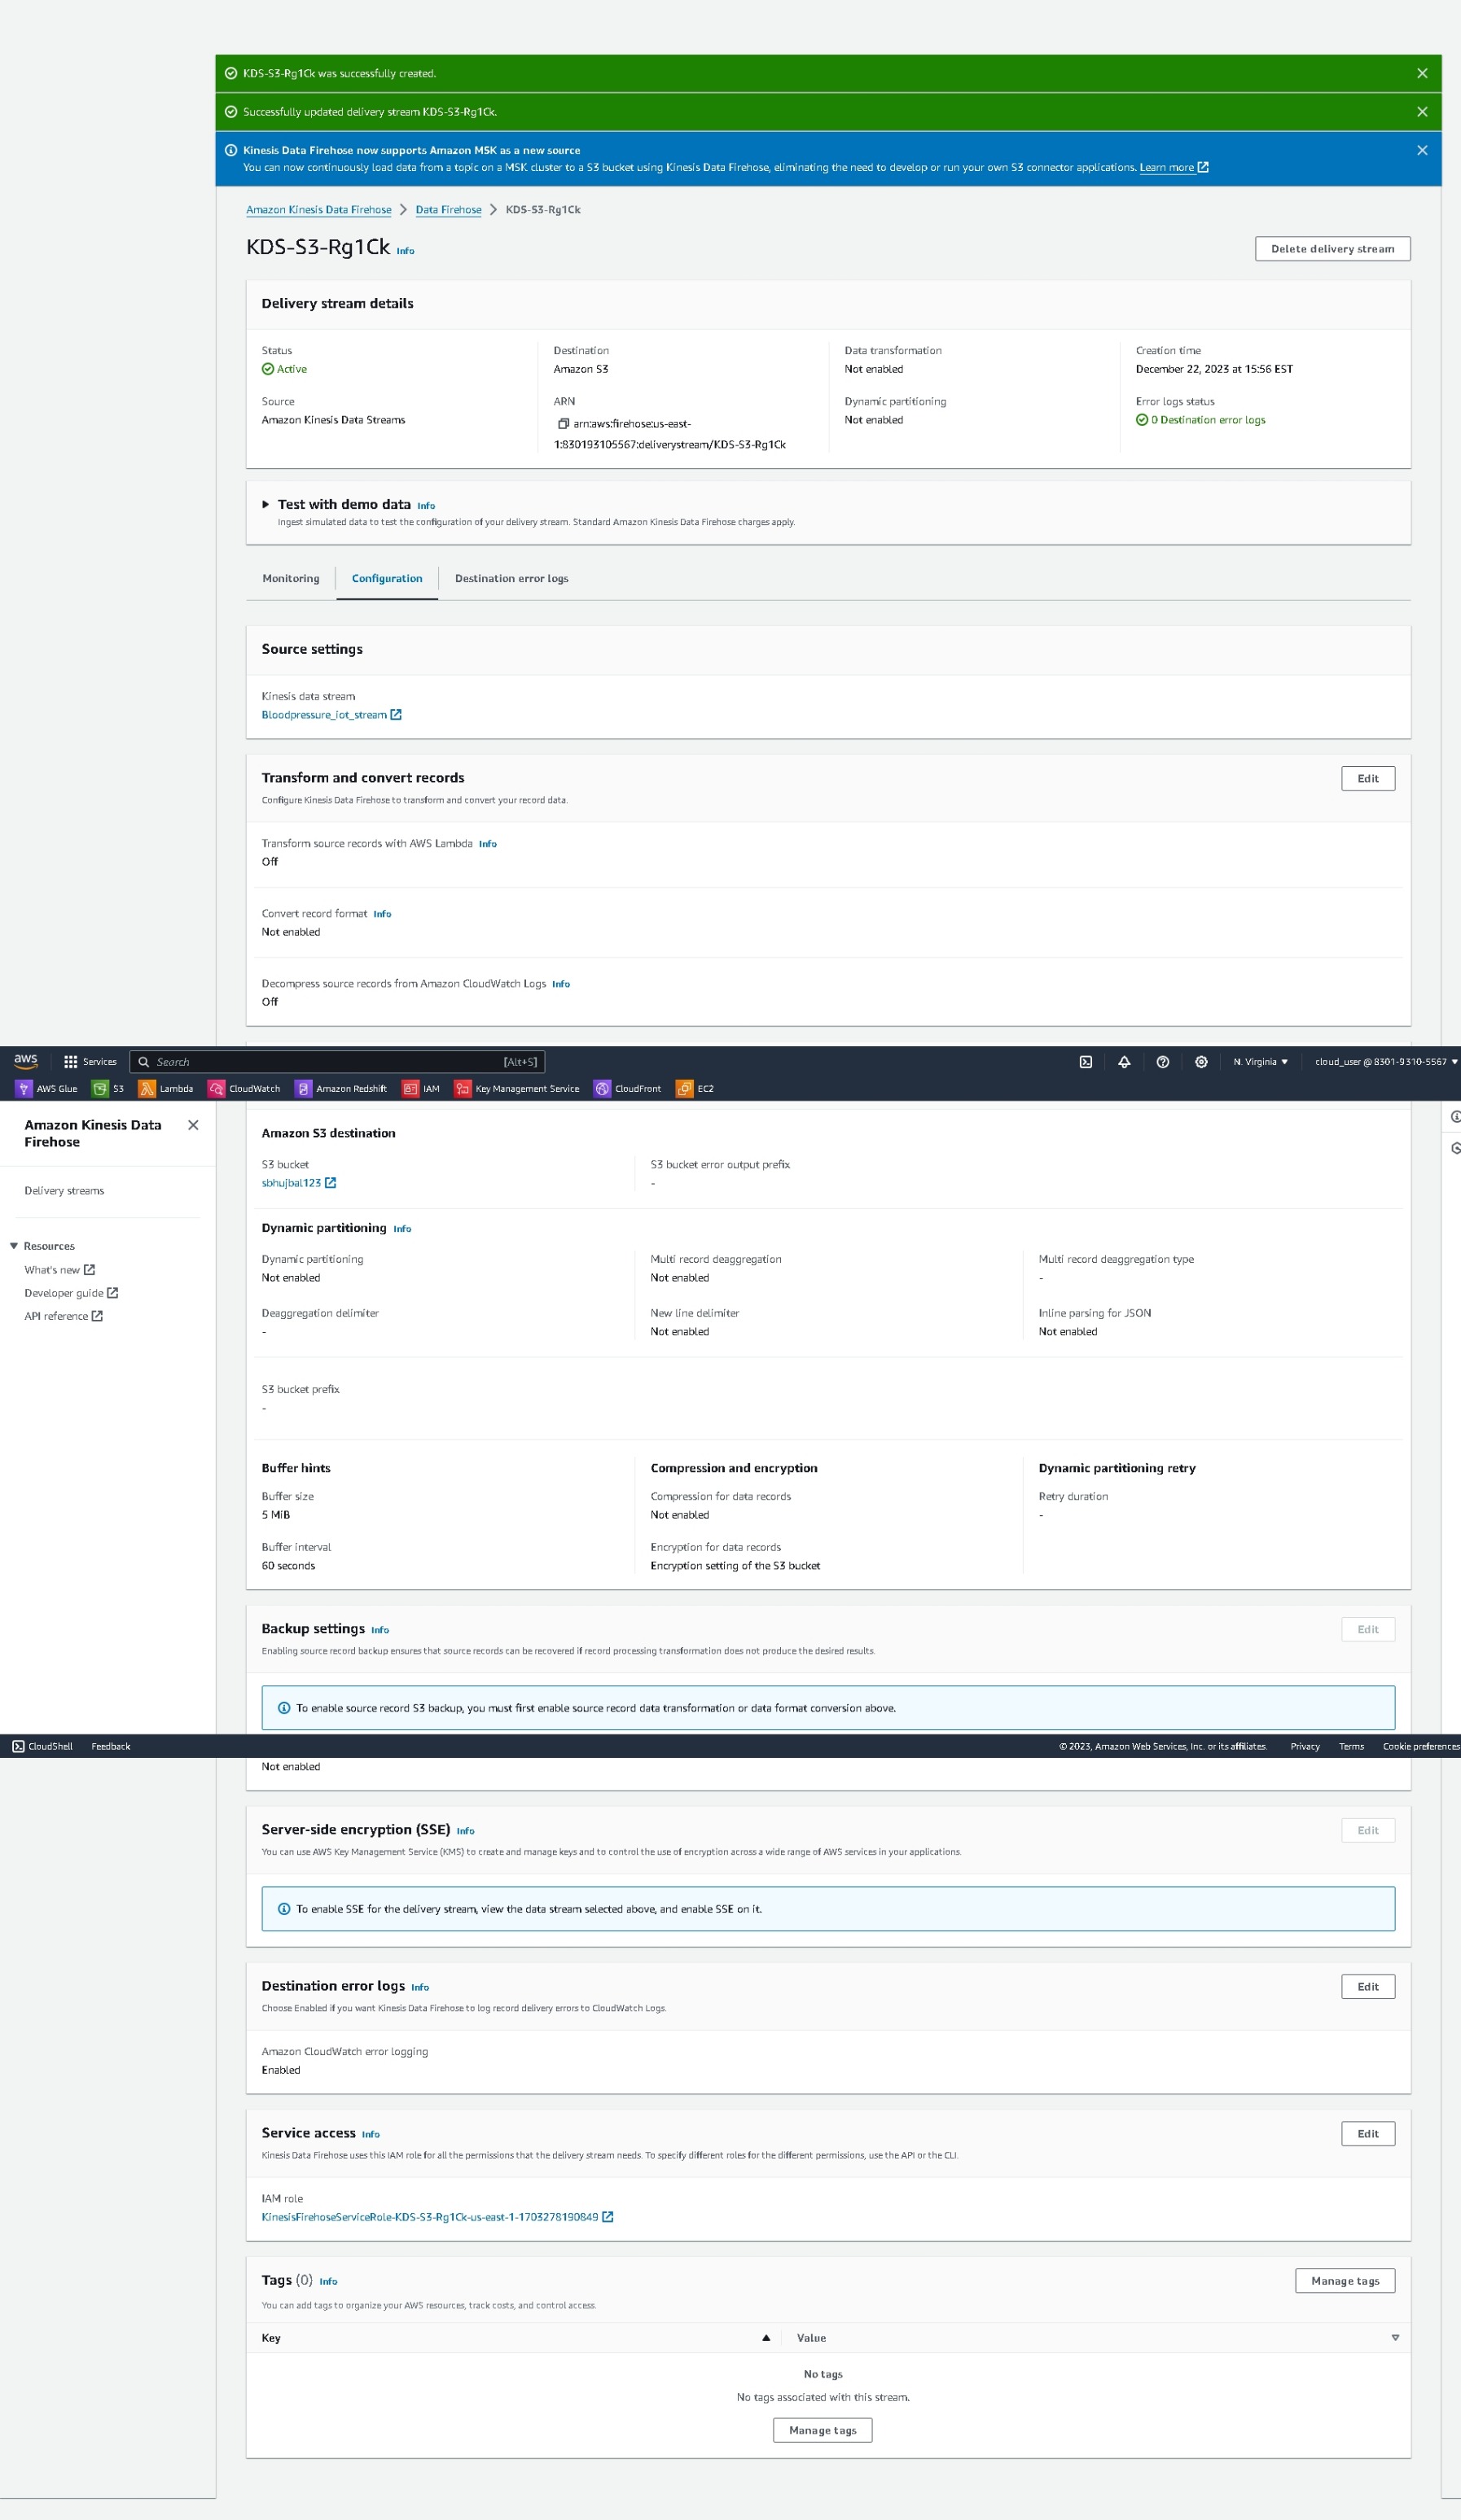 KDS-S3-Rg1Ck was successfully created.
Successfully updated delivery stream KDS-S3-Rg1Ck.
Kinesis Data Firehose now supports Amazon MSK as a new source
You can now continuously load data from a topic on a MSK cluster to a S3 bucket using Kinesis Data Firehose, eliminating the need to develop or run your own S3 connector applications. Learn more
Amazon Kinesis Data Firehose > Data Firehose > KDS-S3-Rg1Ck
KDS-S3-Rg1Ck Info
Delete delivery stream
Delivery stream details
Status
Active
Source
Amazon Kinesis Data Streams
Destination
Amazon S3
ARN
arn:aws:firehose:us-east-
1:830193105567:deliverystream/KDS-S3-Rg1Ck
Data transformation
Not enabled
Dynamic partitioning
Not enabled
Creation time
December 22, 2023 at 15:56 EST
Error logs status
0 Destination error logs
Test with demo data Info
Ingest simulated data to test the configuration of your delivery stream. Standard Amazon Kinesis Data Firehose charges apply.
Monitoring
Configuration
Destination error logs
Source settings
Kinesis data stream
Bloodpressure_iot_stream
Transform and convert records
Edit
Configure Kinesis Data Firehose to transform and convert your record data.
Transform source records with AWS Lambda Info
Off
Convert record format Info
Not enabled
Decompress source records from Amazon CloudWatch Logs Info
Off
aws
Services
Search
[Alt+S]
N. Virginia
cloud_user @ 8301-9310-5567
AWS Glue
S3
Lambda
CloudWatch
Amazon Redshift
IAM
Key Management Service
CloudFront
EC2
Amazon Kinesis Data
Firehose
Delivery streams
Resources
What's new
Developer guide
API reference
Amazon S3 destination
S3 bucket
sbhujbal123
S3 bucket error output prefix
-
Dynamic partitioning Info
Dynamic partitioning
Not enabled
Multi record deaggregation
Not enabled
Multi record deaggregation type
-
Deaggregation delimiter
-
New line delimiter
Not enabled
Inline parsing for JSON
Not enabled
S3 bucket prefix
-
Buffer hints
Buffer size
5 MiB
Buffer interval
60 seconds
Compression and encryption
Compression for data records
Not enabled
Encryption for data records
Encryption setting of the S3 bucket
Dynamic partitioning retry
Retry duration
-
Backup settings Info
Edit
Enabling source record backup ensures that source records can be recovered if record processing transformation does not produce the desired results.
To enable source record S3 backup, you must first enable source record data transformation or data format conversion above.
CloudShell
Feedback
© 2023, Amazon Web Services, Inc. or its affiliates.
Privacy
Terms
Cookie preferences
Not enabled
Server-side encryption (SSE) Info
Edit
You can use AWS Key Management Service (KMS) to create and manage keys and to control the use of encryption across a wide range of AWS services in your applications.
To enable SSE for the delivery stream, view the data stream selected above, and enable SSE on it.
Destination error logs Info
Edit
Choose Enabled if you want Kinesis Data Firehose to log record delivery errors to CloudWatch Logs.
Amazon CloudWatch error logging
Enabled
Service access Info
Edit
Kinesis Data Firehose uses this IAM role for all the permissions that the delivery stream needs. To specify different roles for the different permissions, use the API or the CLI.
IAM role
KinesisFirehoseServiceRole-KDS-S3-Rg1Ck-us-east-1-1703278190849
Tags (0) Info
Manage tags
You can add tags to organize your AWS resources, track costs, and control access.
Key
Value
No tags
No tags associated with this stream.
Manage tags